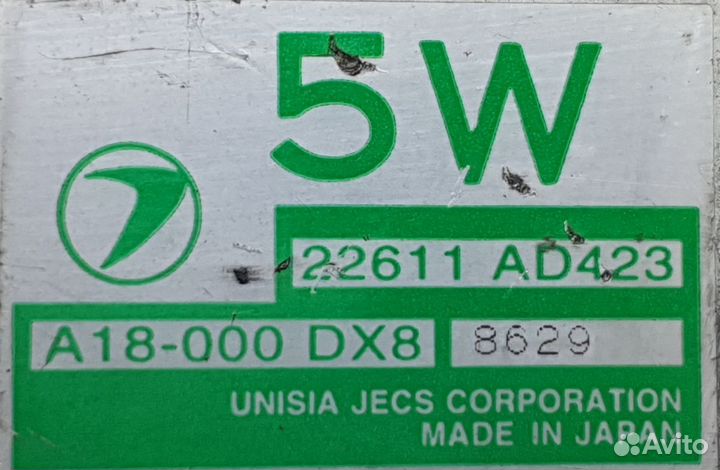 5W
22611 AD423
A18-000 DX8 8629
UNISIA JECS CORPORATION
MADE IN JAPAN
Avito